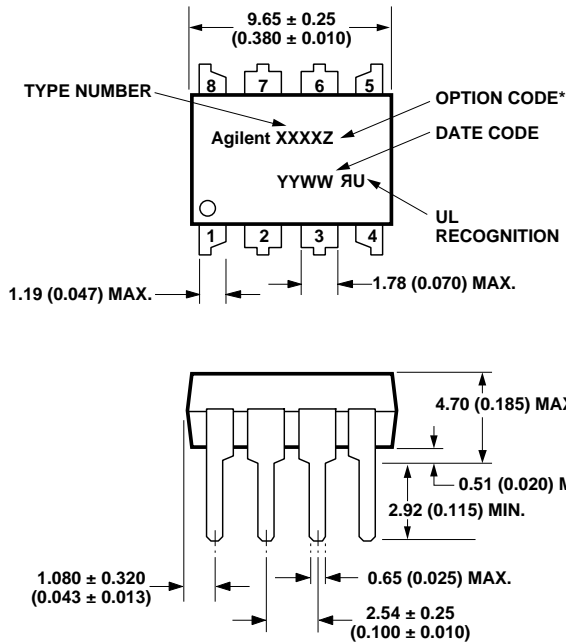 9.65 ± 0.25
(0.380 ± 0.010)
8 7 6 5
TYPE NUMBER
OPTION CODE*
Agilent XXXXZ
DATE CODE
YYWW ЯU
UL
RECOGNITION
1 2 3 4
1.19 (0.047) MAX.
1.78 (0.070) MAX.
4.70 (0.185)
0.51 (0.020)
2.92 (0.115) MIN.
1.080 ± 0.320
(0.043 ± 0.013)
0.65 (0.025) MAX.
2.54 ± 0.25
(0.100 ± 0.010)